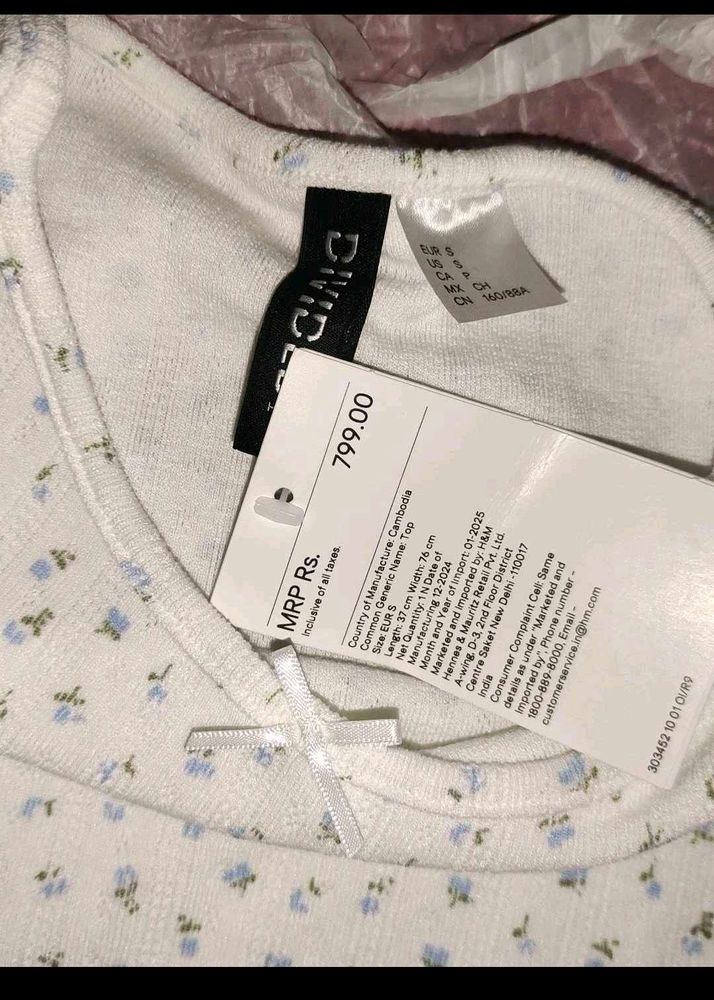 DIVIDED
EUR S
US S
CA P
MX CH
CN 160/88A
MRP Rs. 799.00
Inclusive of all taxes.
Country of Manufacture: Cambodia
Common Generic Name: Top
Size: EUR S
Length: 37 cm Width: 76 cm
Net Quantity: 1 N Date of
Manufacturing 12-2024
Month and Year of Import: 01-2025
Marketed and Imported by: H&M
Hennes & Mauritz Retail Pvt. Ltd.
A-wing, D-3, 2nd Floor District
Centre Saket New Delhi -110017
India
Consumer Complaint Cell: Same
details as under "Marketed and
Imported by", Phone number -
1800-889-8000, Email -
customerservice.in@hm.com
303452 10 01 OI/R9